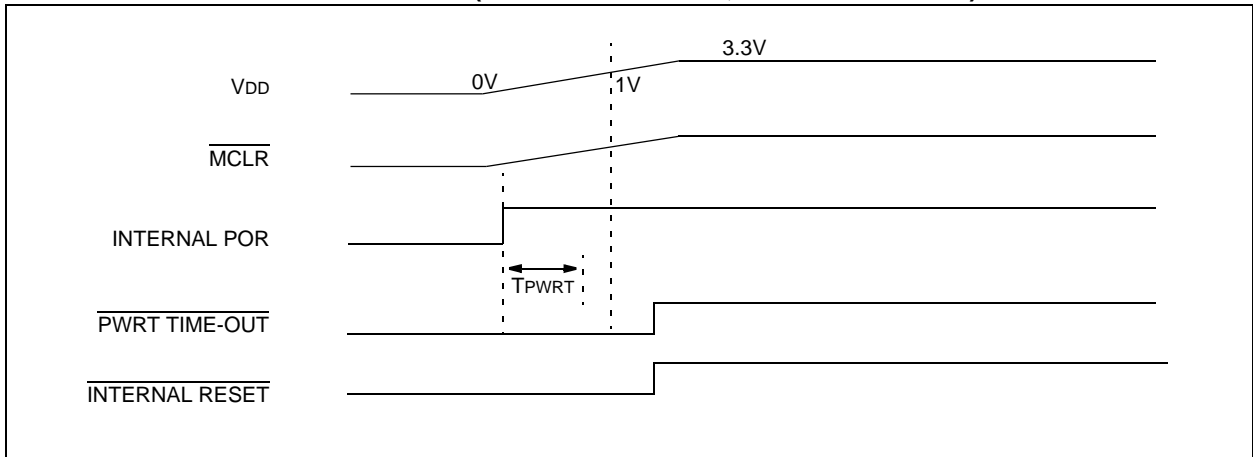 3.3V
0V
1V
VDD
MCLR
INTERNAL POR
TPWRT
PWRT TIME-OUT
INTERNAL RESET